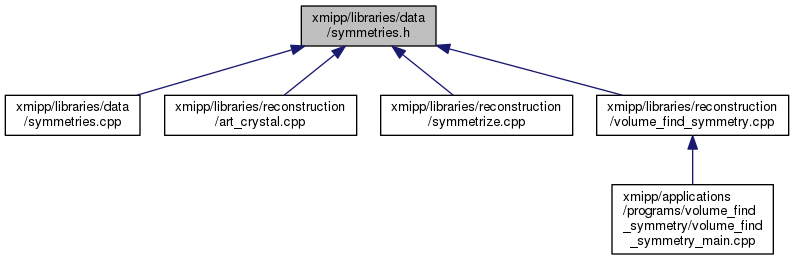 xmipp/libraries/data
/symmetries.h
xmipp/libraries/data
/symmetries.cpp
xmipp/libraries/reconstruction
/art_crystal.cpp
xmipp/libraries/reconstruction
/symmetrize.cpp
xmipp/libraries/reconstruction
/volume_find_symmetry.cpp
xmipp/applications
/programs/volume_find
_symmetry/volume_find
_symmetry_main.cpp